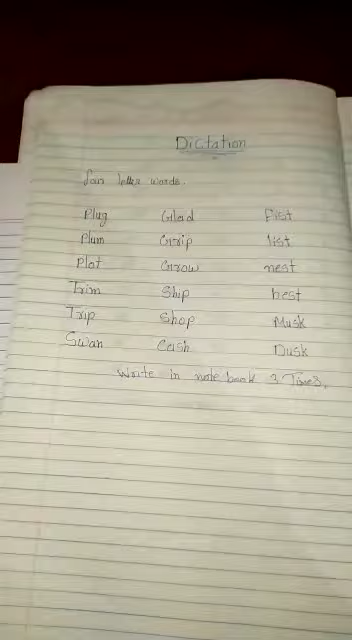 Dictation
four letter words.
Plug Glad Fist
Plum Grip list
Plot Grow nest
Trim Ship best
Trip Shop Musk
Swan Cash Dusk
Write in note book 3 Times.